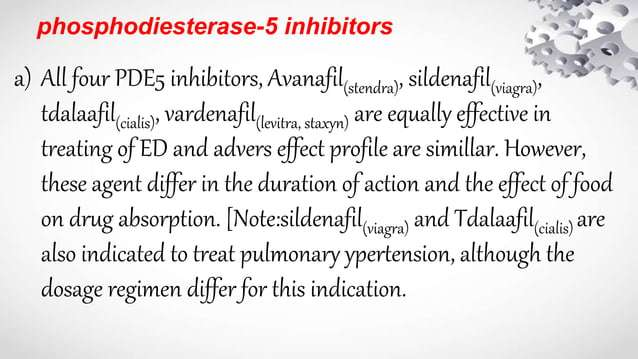 phosphodiesterase-5 inhibitors
a) All four PDE5 inhibitors, Avanafil(stendra), sildenafil(viagra),
tdalaafil(cialis), vardenafil(levitra, staxyn) are equally effective in
treating of ED and advers effect profile are simillar. However,
these agent differ in the duration of action and the effect of food
on drug absorption. [Note:sildenafil(viagra) and Tdalaafil(cialis) are
also indicated to treat pulmonary ypertension, although the
dosage regimen differ for this indication.